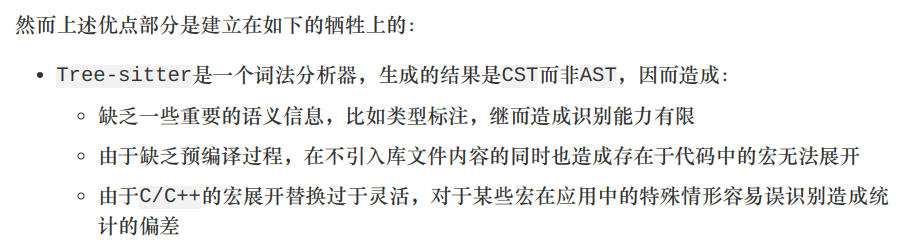 然而上述优点部分是建立在如下的牺牲上的：
• Tree-sitter是一个词法分析器，生成的结果是CST而非AST，因而造成：
◦ 缺乏一些重要的语义信息，比如类型标注，继而造成识别能力有限
◦ 由于缺乏预编译过程，在不引入库文件内容的同时也造成存在于代码中的宏无法展开
◦ 由于C/C++的宏展开替换过于灵活，对于某些宏在应用中的特殊情形容易误识别造成统
计的偏差